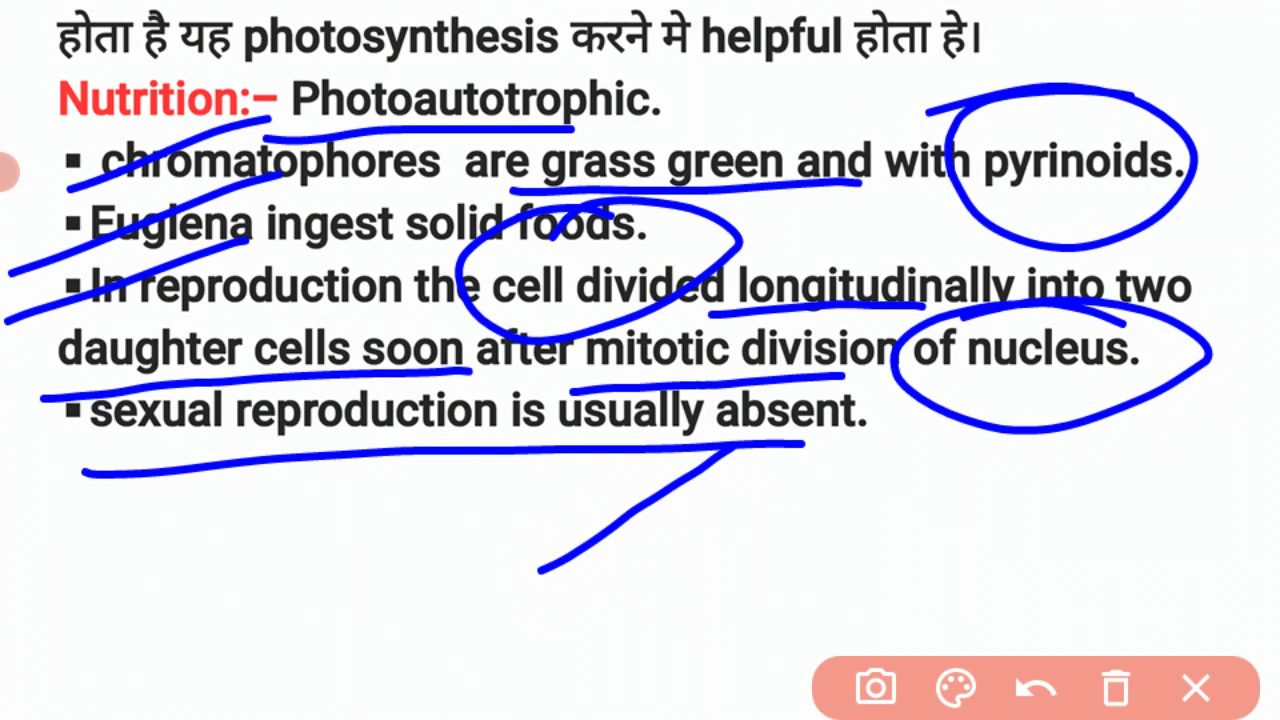 होता है यह photosynthesis करने मे helpful होता हे।
Nutrition:– Photoautotrophic.
▪ chromatophores are grass green and with pyrinoids.
▪Euglena ingest solid foods.
▪In reproduction the cell divided longitudinally into two
daughter cells soon after mitotic division of nucleus.
▪sexual reproduction is usually absent.